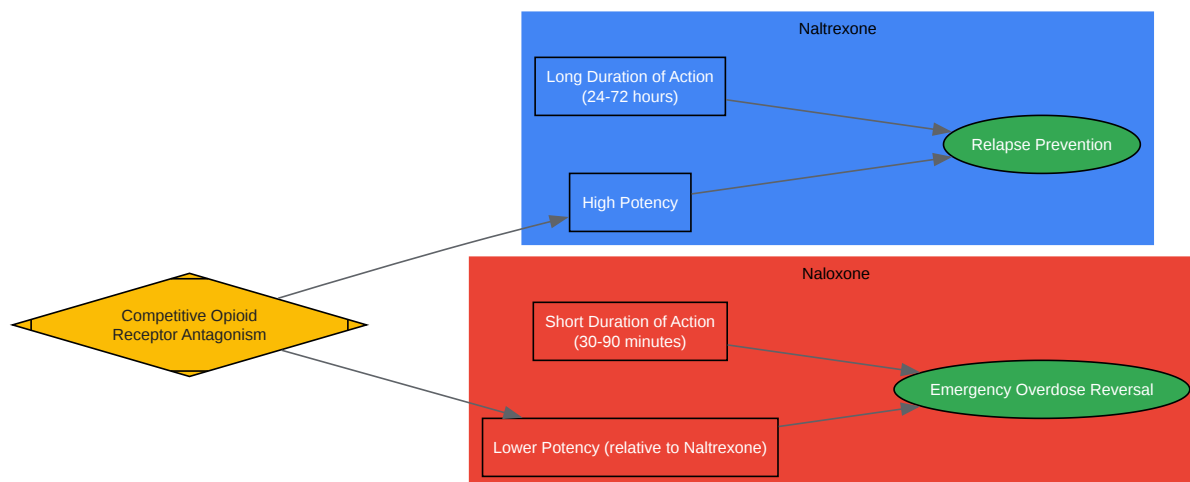 Naltrexone
Long Duration of Action
(24-72 hours)
Relapse Prevention
High Potency
Competitive Opioid
Receptor Antagonism
Naloxone
Short Duration of Action
(30-90 minutes)
Emergency Overdose Reversal
Lower Potency (relative to Naltrexone)